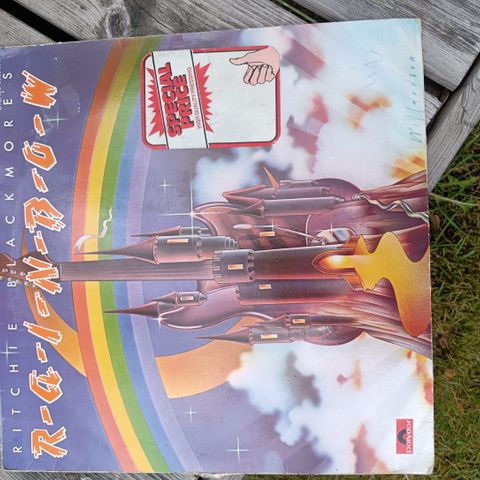 RITCHIE BLACKMORE'S
R-A-I-N-B-O-W
SPECIAL
PRICE
Polydor